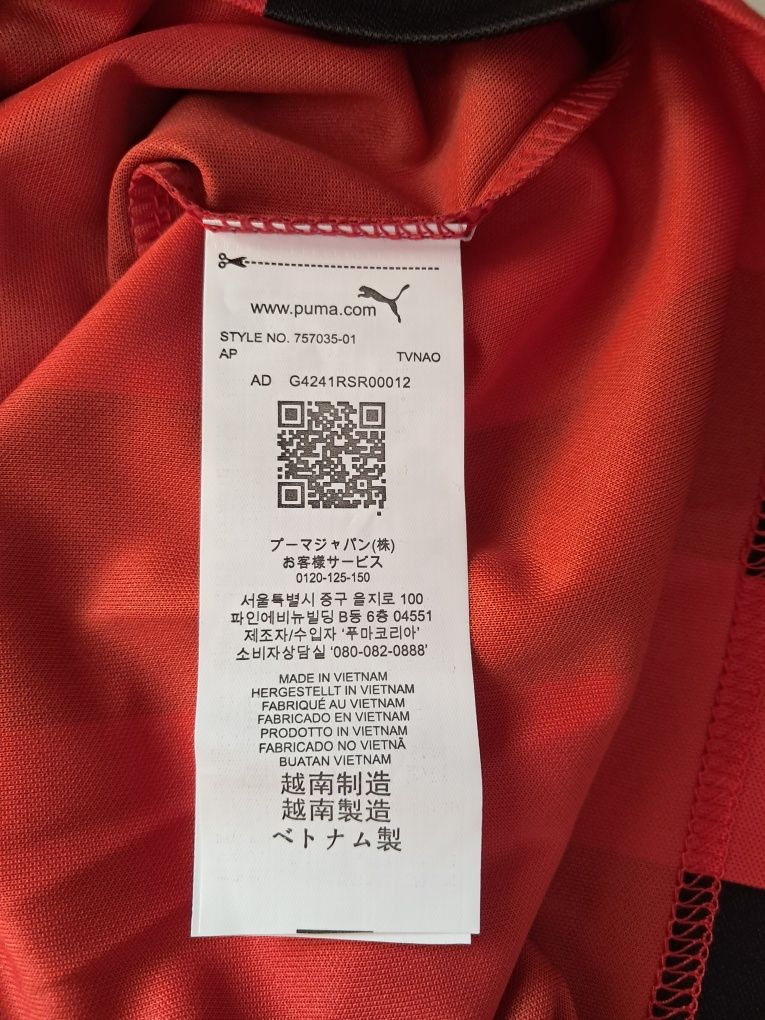 www.puma.com
STYLE NO. 757035-01
AP TVNAO
AD G4241RSR00012
プーマジャパン(株)
お客様サービス
0120-125-150
서울특별시 중구 을지로 100
파인에비뉴빌딩 B동 6층 04551
제조자/수입자 '푸마코리아'
소비자상담실 '080-082-0888'
MADE IN VIETNAM
HERGESTELLT IN VIETNAM
FABRIQUÉ AU VIETNAM
FABRICADO EN VIETNAM
PRODOTTO IN VIETNAM
FABRICADO NO VIETNÃ
BUATAN VIETNAM
越南制造
越南製造
ベトナム製